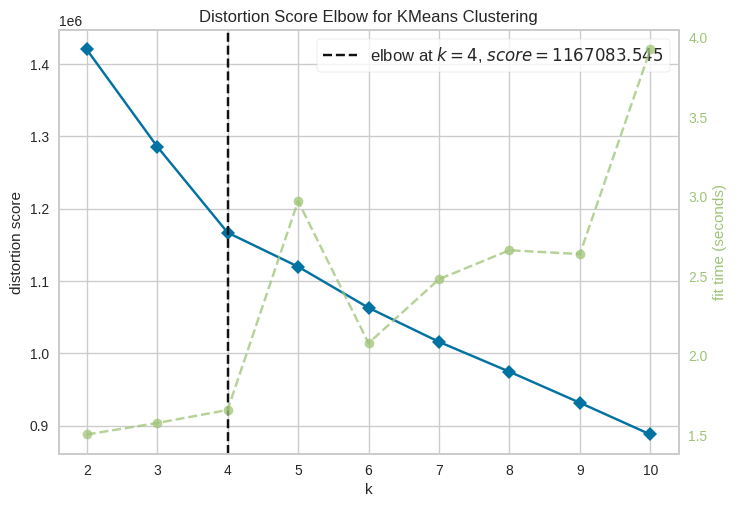 Distortion Score Elbow for KMeans Clustering
1e6
elbow at k = 4, score = 1167083.545
1.4
1.3
1.2
1.1
1.0
0.9
distortion score
4.0
3.5
3.0
2.5
2.0
1.5
fit time (seconds)
2 3 4 5 6 7 8 9 10
k